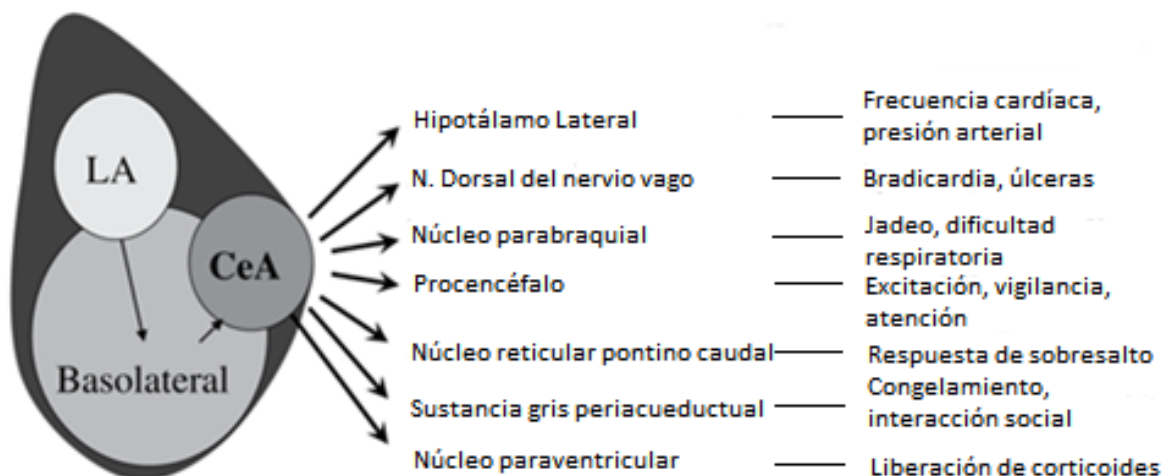 LA
CeA
Basolateral
Hipotálamo Lateral
Frecuencia cardíaca,
presión arterial
N. Dorsal del nervio vago
Bradicardia, úlceras
Núcleo parabraquial
Jadeo, dificultad
respiratoria
Procencéfalo
Excitación, vigilancia,
atención
Núcleo reticular pontino caudal
Respuesta de sobresalto
Sustancia gris periacueductual
Congelamiento,
interacción social
Núcleo paraventricular
Liberación de corticoides